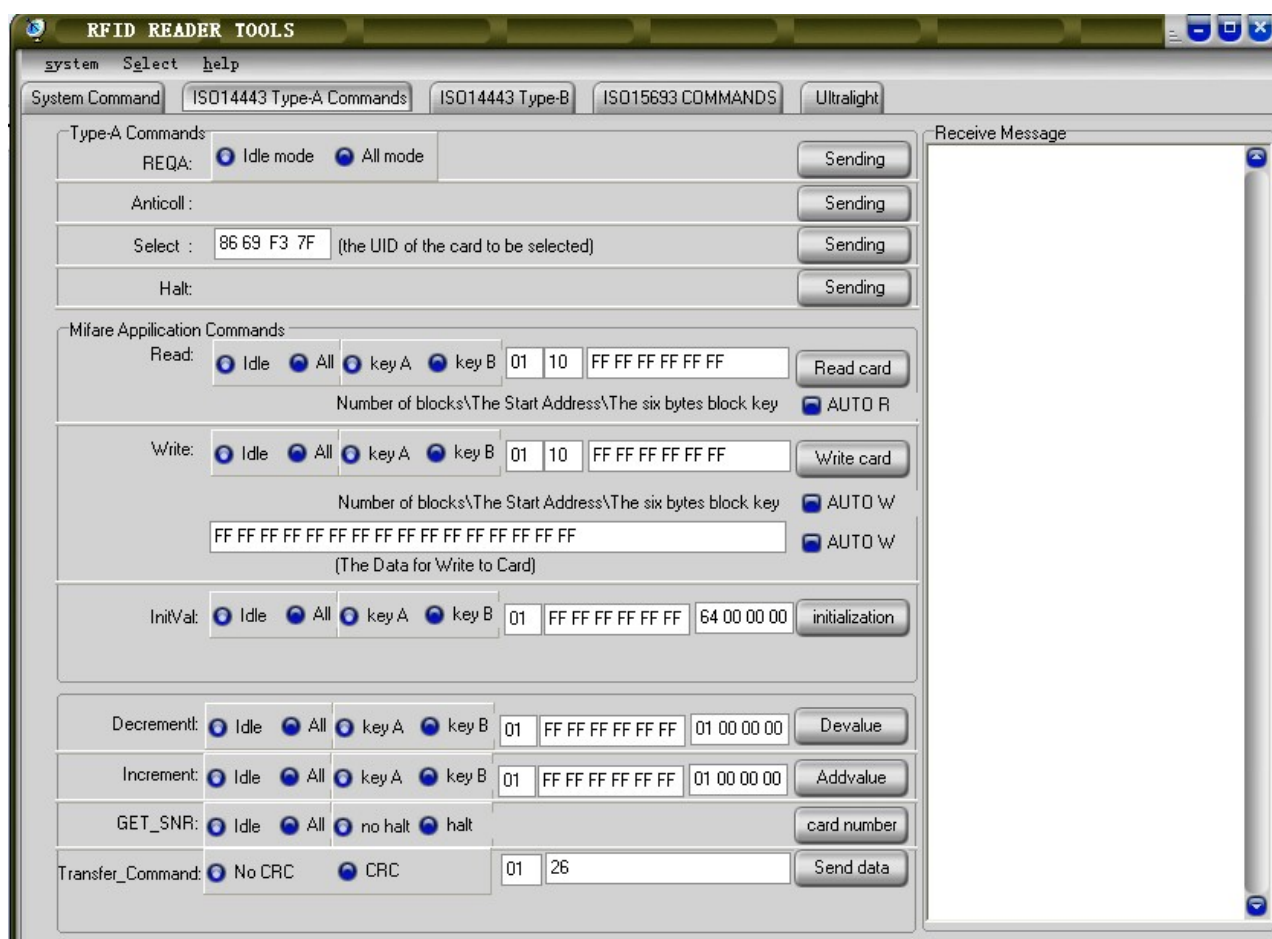 RFID READER TOOLS
system Select help
System Command ISO14443 Type-A Commands ISO14443 Type-B ISO15693 COMMANDS Ultralight
Type-A Commands
Receive Message
REQA: Idle mode All mode Sending
Anticoll : Sending
Select : 86 69 F3 7F (the UID of the card to be selected) Sending
Halt: Sending
Mifare Appilication Commands
Read: Idle All key A key B 01 10 FF FF FF FF FF FF Read card
Number of blocks\The Start Address\The six bytes block key AUTO R
Write: Idle All key A key B 01 10 FF FF FF FF FF FF Write card
Number of blocks\The Start Address\The six bytes block key AUTO W
FF FF FF FF FF FF FF FF FF FF FF FF FF FF FF FF AUTO W
(The Data for Write to Card)
InitVal: Idle All key A key B 01 FF FF FF FF FF FF 64 00 00 00 initialization
Decrementl: Idle All key A key B 01 FF FF FF FF FF FF 01 00 00 00 Devalue
Increment: Idle All key A key B 01 FF FF FF FF FF FF 01 00 00 00 Addvalue
GET_SNR: Idle All no halt halt card number
Transfer_Command: No CRC CRC 01 26 Send data